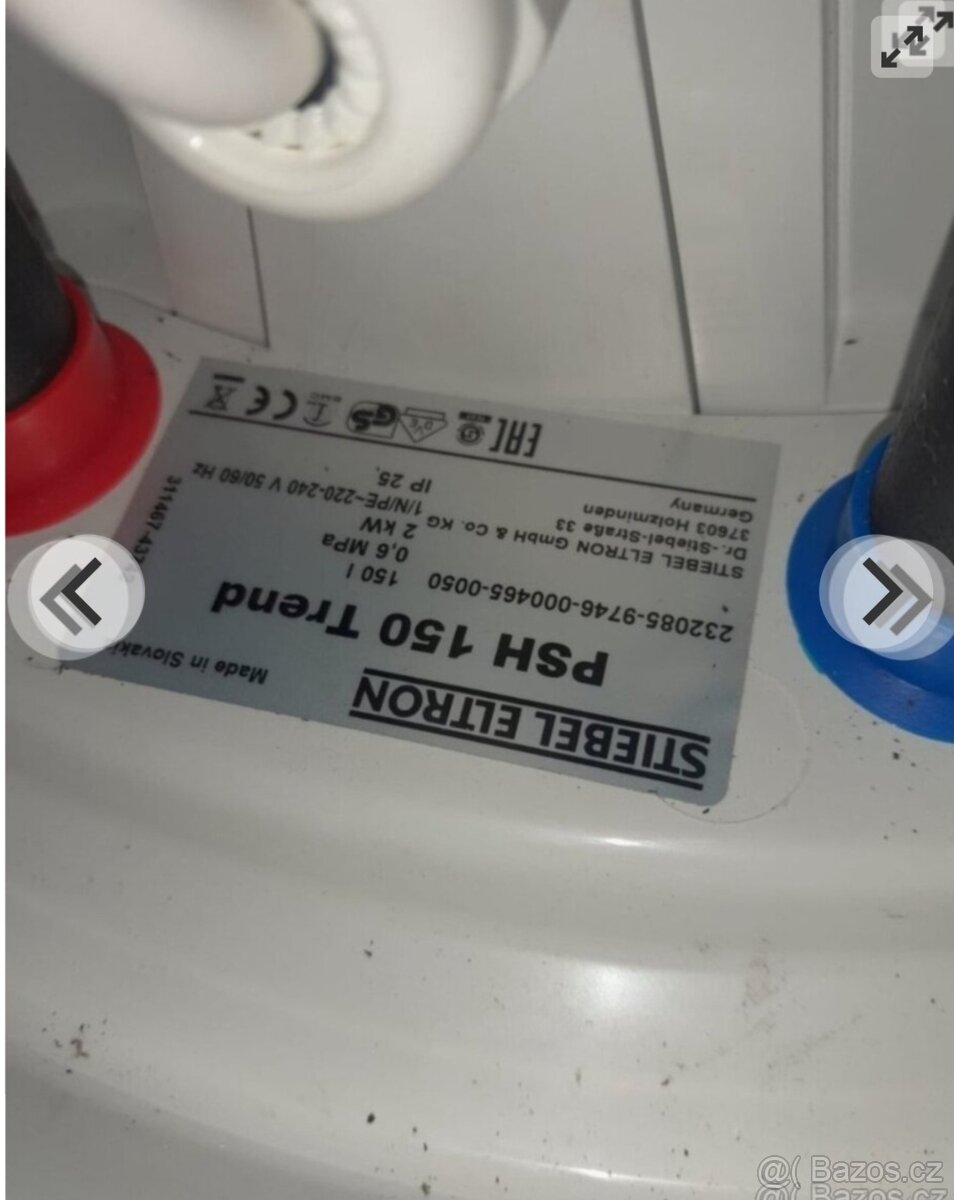 STIEBEL ELTRON
Made in Slovaki
PSH 150 Trend
232085-9746-000465-0050
150 l
0,6 MPa
2 kW
1/N/PE~220-240 V 50/60 Hz
IP 25
STIEBEL ELTRON GmbH & Co. KG
Dr.-Stiebel-Straße 33
37603 Holzminden
Germany
EAC
GS
CE
@( Bazos.cz